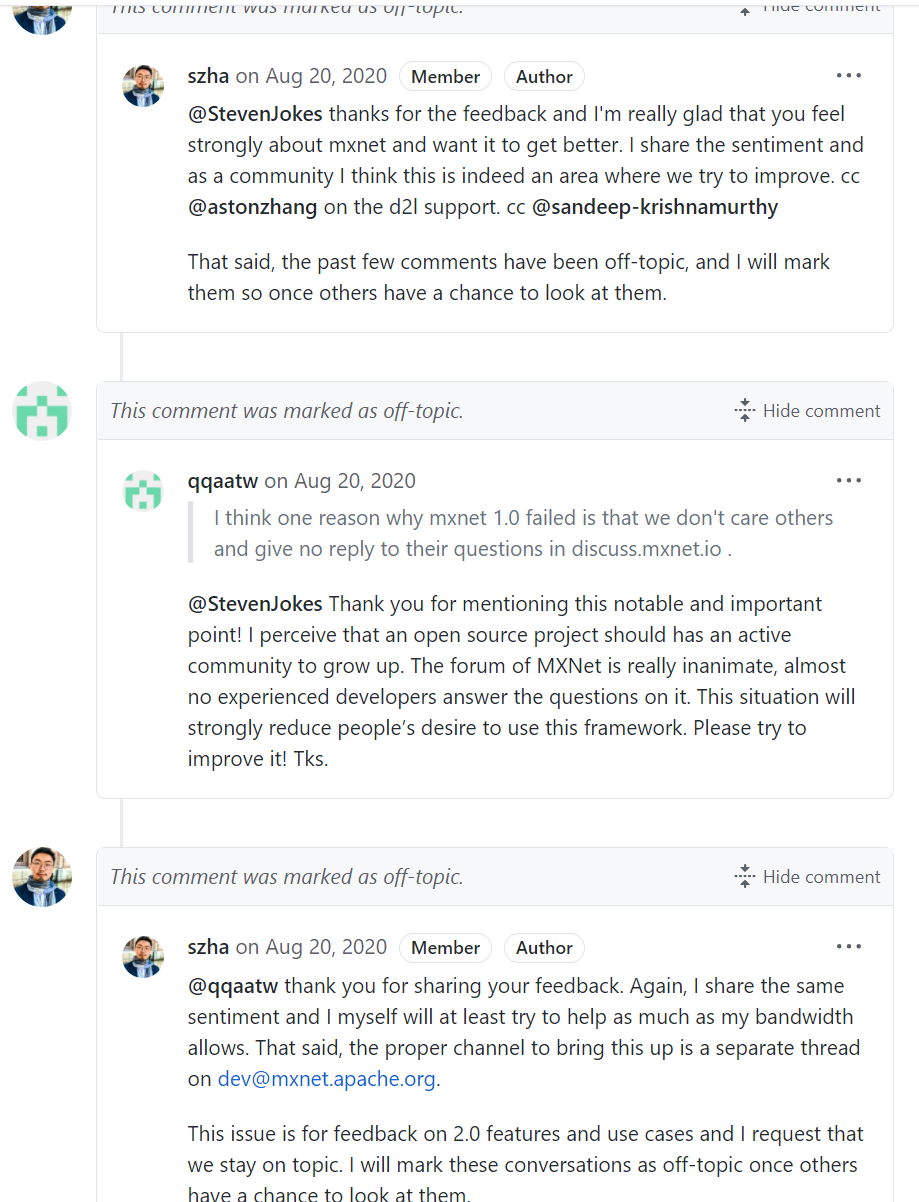 This comment was marked as off-topic.
Hide comment
szha on Aug 20, 2020 Member Author
@StevenJokes thanks for the feedback and I'm really glad that you feel
strongly about mxnet and want it to get better. I share the sentiment and
as a community I think this is indeed an area where we try to improve. cc
@astonzhang on the d2l support. cc @sandeep-krishnamurthy
That said, the past few comments have been off-topic, and I will mark
them so once others have a chance to look at them.
This comment was marked as off-topic.
Hide comment
qqaatw on Aug 20, 2020
I think one reason why mxnet 1.0 failed is that we don't care others
and give no reply to their questions in discuss.mxnet.io .
@StevenJokes Thank you for mentioning this notable and important
point! I perceive that an open source project should has an active
community to grow up. The forum of MXNet is really inanimate, almost
no experienced developers answer the questions on it. This situation will
strongly reduce people’s desire to use this framework. Please try to
improve it! Tks.
This comment was marked as off-topic.
Hide comment
szha on Aug 20, 2020 Member Author
@qqaatw thank you for sharing your feedback. Again, I share the same
sentiment and I myself will at least try to help as much as my bandwidth
allows. That said, the proper channel to bring this up is a separate thread
on dev@mxnet.apache.org.
This issue is for feedback on 2.0 features and use cases and I request that
we stay on topic. I will mark these conversations as off-topic once others
have a chance to look at them.